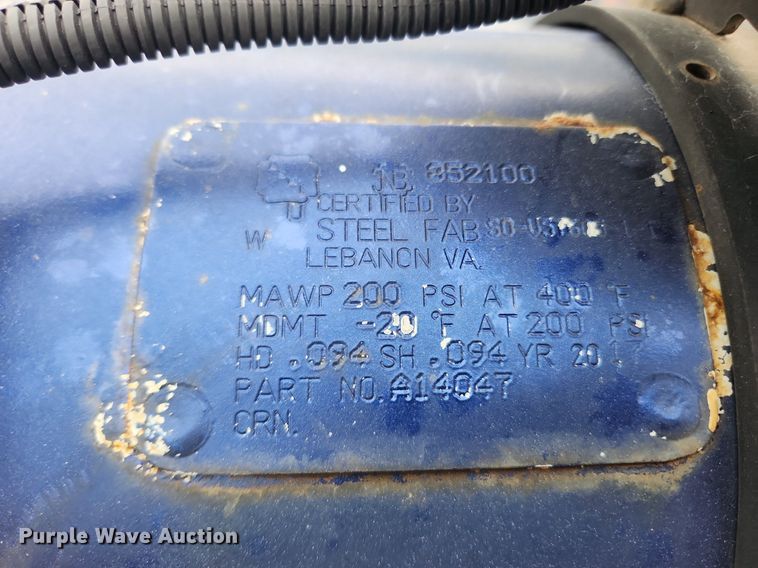 NB 852100
U CERTIFIED BY
W STEEL FAB
LEBANON VA.
MAWP 200 PSI AT 400 °F
MDMT -20 °F AT 200 PSI
HD .094 SH .094 YR
PART NO. A14047
CRN.
Purple Wave Auction